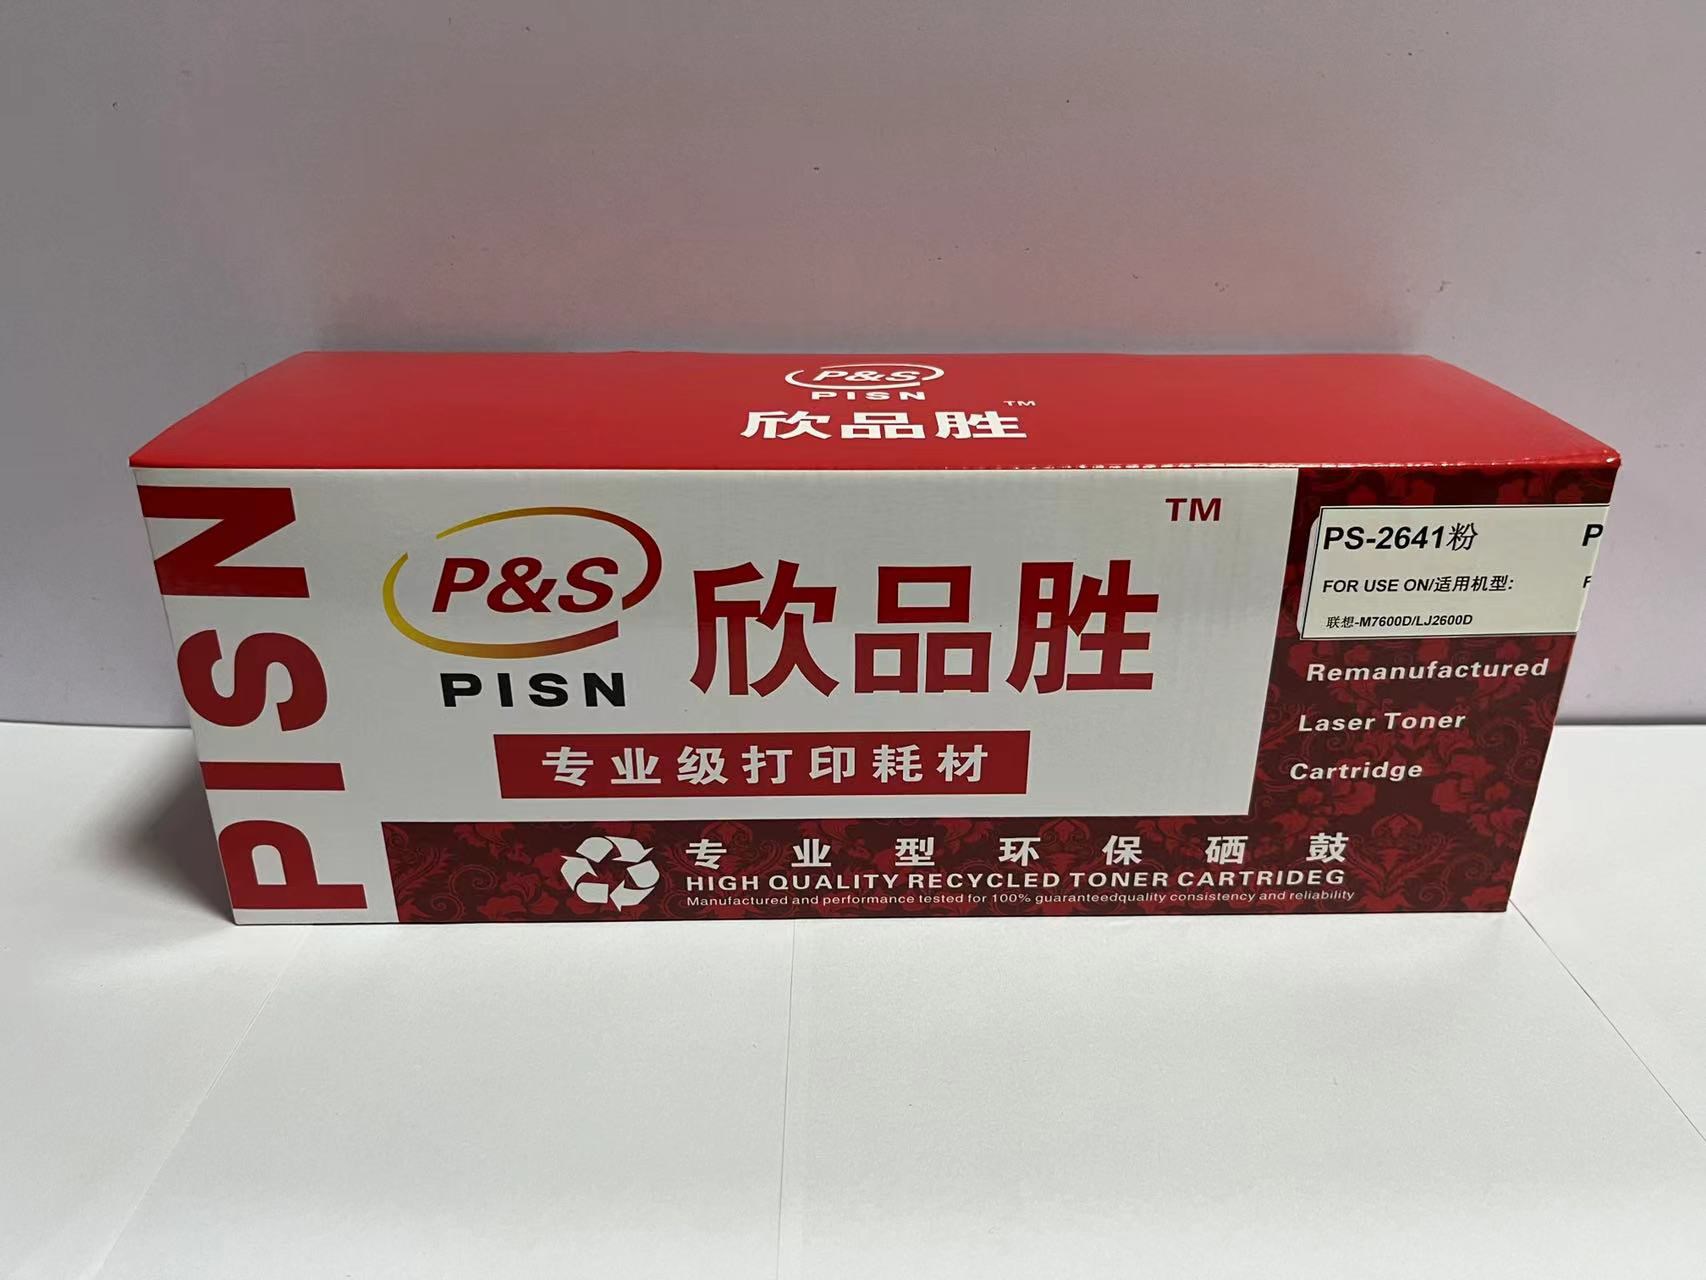 P&S
PISN
欣品胜™
PISN
P&S
PISN
欣品胜
TM
专业级打印耗材
PS-2641粉
FOR USE ON/适用机型:
联想-M7600D/LJ2600D
P
F
Remanufactured
Laser Toner
Cartridge
专业型环保硒鼓
HIGH QUALITY RECYCLED TONER CARTRIDEG
Manufactured and performance tested for 100% guaranteedquality consistency and reliability